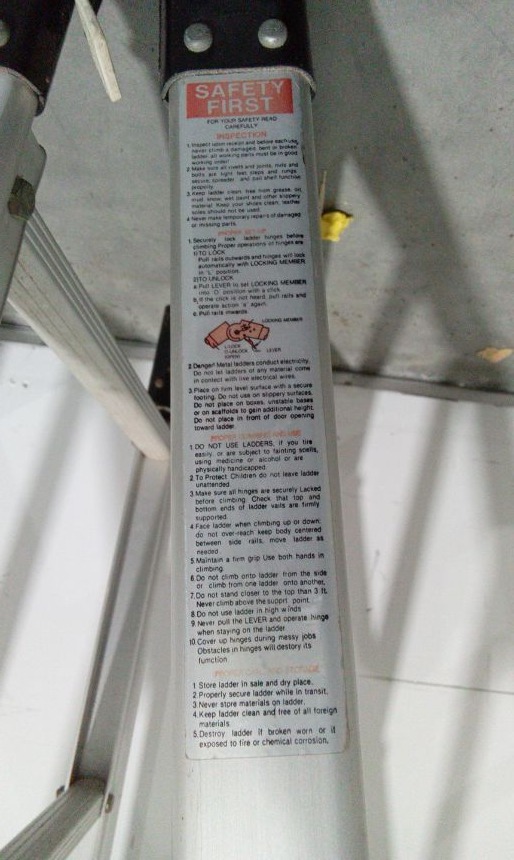 SAFETY
FIRST
FOR YOUR SAFETY READ
CAREFULLY
INSPECTION
1. Inspect upon receipt and before each use,
never climb a damaged, bent or broken
ladder. all working parts must be in good
working order
2. Make sure all rivets and joints, nuts and
bolts are tight feet steps and rungs
secure, spreader and pail shelf function
properly
3. Keep ladder clean free from grease, oil
mud snow, wet paint and other slippery
material. Keep your shoes clean, leather
soles should not be used.
4. Never make temporary repairs of damaged
or missing parts.
PROPER SET-UP
1. Securely lock ladder hinges before
climbing Proper operations of hinges are
1) TO LOCK
Pull rails outwards and hinges will lock
automatically with LOCKING MEMBER
in 'L' position.
2) TO UNLOCK
a. Pull LEVER to set LOCKING MEMBER
into 'O' position with a click
b. If the click is not heard, pull rails and
operate action 'a' again.
c. Pull rails inwards.
LOCKING MEMBER
L:LOCK
O:UNLOCK
LEVER
2. Danger! Metal ladders conduct electricity.
Do not let ladders of any material come
in contact with live electrical wires.
3. Place on firm level surface with a secure
footing. Do not use on slippery surfaces.
Do not place on boxes, unstable bases
or on scaffolds to gain additional height.
Do not place in front of door opening
toward ladder.
PROPER CLIMBING AND USE
1. DO NOT USE LADDERS, if you tire
easily, or are subject to fainting scells,
using medicine or alcohol or are
physically handicapped.
2. To Protect Children do not leave ladder
unattended.
3. Make sure all hinges are securely Lacked
before climbing. Check that top and
bottom ends of ladder vails are firmly
supported.
4. Face ladder when climbing up or down:
do not over-reach keep body centered
between side rails, move ladder as
needed
5. Maintain a firm grip Use both hands in
climbing.
6. Do not climb onto ladder from the side
or climb from one ladder onto another.
7. Do not stand closer to the top than 3 ft.
Never climb above the supprt point.
8. Do not use ladder in high winds
9. Never pull the LEVER and operate hinge
when staying on the ladder.
10. Cover up hinges during messy jobs
Obstacles in hinges will destory its
function
PROPER CARE AND STORAGE
1. Store ladder in sale and dry place.
2. Properly secure ladder while in transit.
3. Never store materials on ladder.
4. Keep ladder clean and free of all foreign
materials
5. Destroy ladder if broken worn or if
exposed to fire or chemical corrosion,